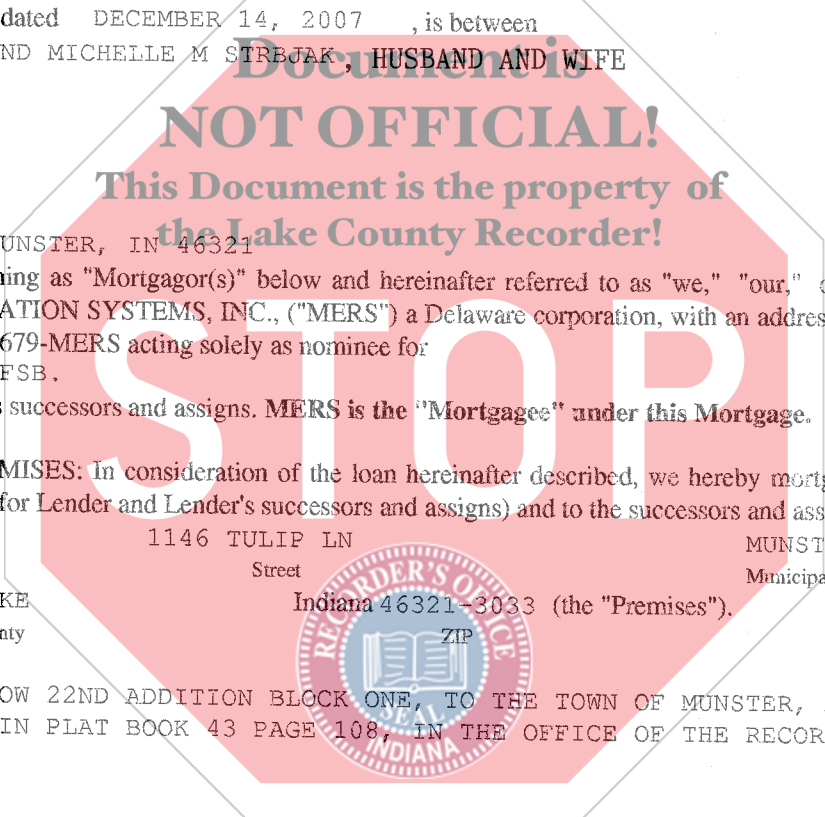 dated DECEMBER 14, 2007 , is between
ND MICHELLE M STRBJAK, HUSBAND AND WIFE
Document is
NOT OFFICIAL!
This Document is the property of
the Lake County Recorder!
UNSTER, IN 46321
ning as "Mortgagor(s)" below and hereinafter referred to as "we," "our,"
ATION SYSTEMS, INC., ("MERS") a Delaware corporation, with an addres
679-MERS acting solely as nominee for
FSB.
s successors and assigns. MERS is the "Mortgagee" under this Mortgage.
STOP
MISES: In consideration of the loan hereinafter described, we hereby mortg
for Lender and Lender's successors and assigns) and to the successors and ass
1146 TULIP LN MUNST
Street Municipa
KE Indiana 46321-3033 (the "Premises").
nty ZIP
RECORDER'S OFFICE
SEAL
INDIANA
OW 22ND ADDITION BLOCK ONE, TO THE TOWN OF MUNSTER,
IN PLAT BOOK 43 PAGE 108, IN THE OFFICE OF THE RECOR